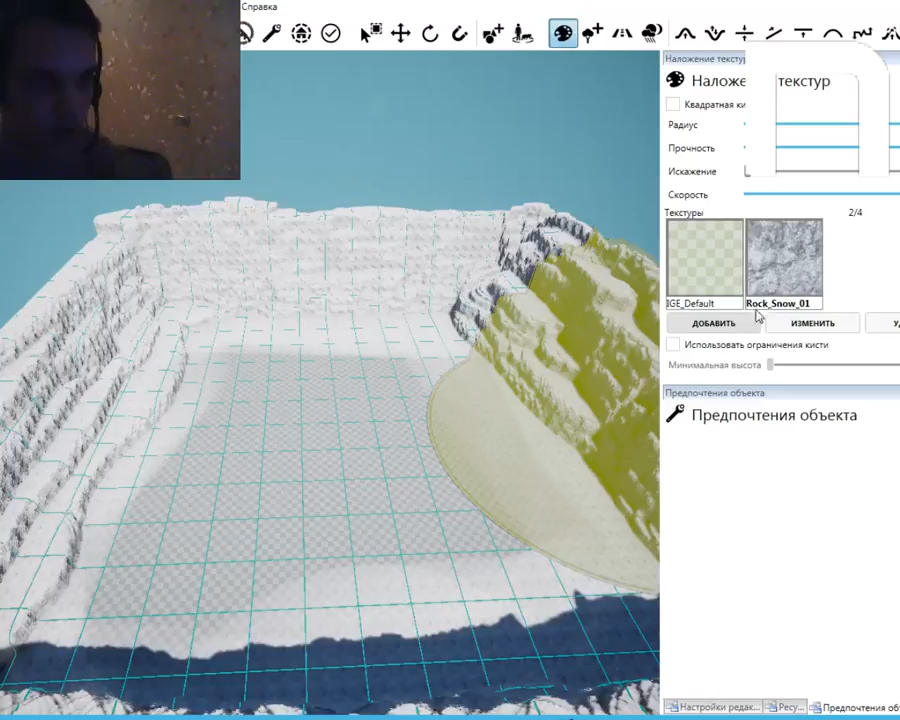 Справка
Наложение текстур
Наложе текстур
Квадратная ки
Радиус
Прочность
Искажение
Скорость
Текстуры 2/4
IGE_Default Rock_Snow_01
ДОБАВИТЬ ИЗМЕНИТЬ У
Использовать ограничения кисти
Минимальная высота
Предпочтения объекта
Предпочтения объекта
Настройки редак... Ресу... Предпочтения об